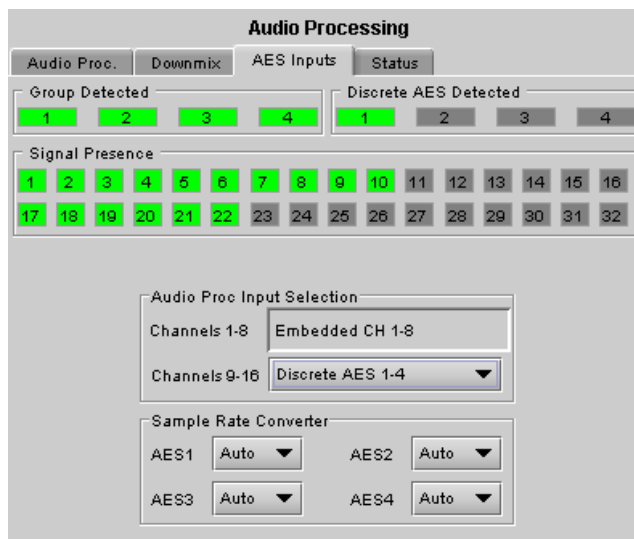 Audio Processing
Audio Proc. Downmix AES Inputs Status
Group Detected Discrete AES Detected
1 2 3 4 1 2 3 4
Signal Presence
1 2 3 4 5 6 7 8 9 10 11 12 13 14 15 16
17 18 19 20 21 22 23 24 25 26 27 28 29 30 31 32
Audio Proc Input Selection
Channels 1-8 Embedded CH 1-8
Channels 9-16 Discrete AES 1-4
Sample Rate Converter
AES1 Auto AES2 Auto
AES3 Auto AES4 Auto